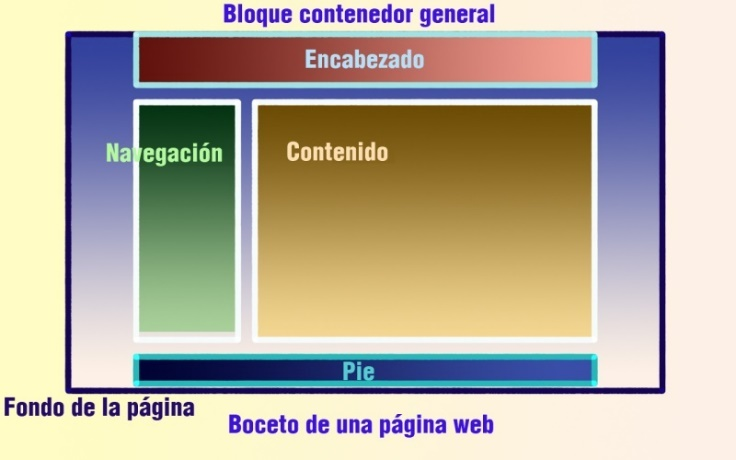 Bloque contenedor general
Encabezado
Navegación
Contenido
Pie
Fondo de la página
Boceto de una página web